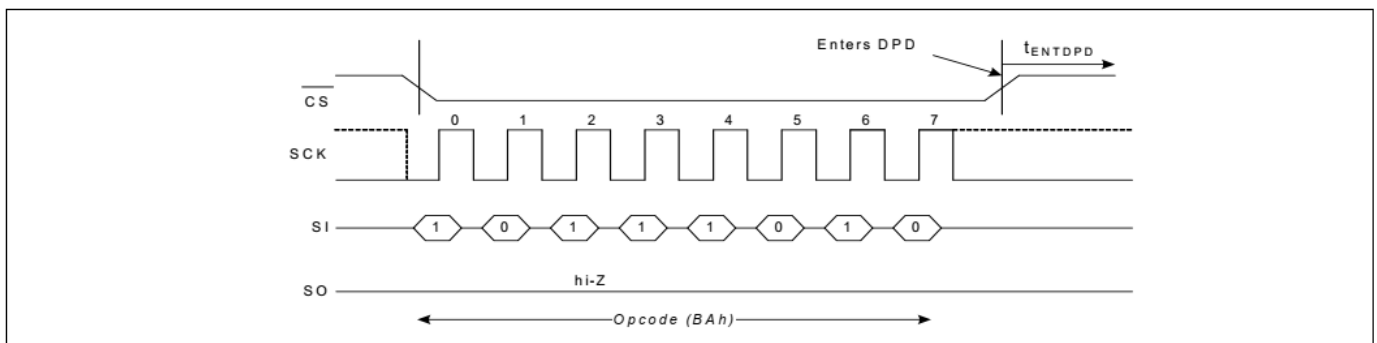 Enters DPD
tENTDPD
CS
0 1 2 3 4 5 6 7
SCK
SI 1 0 1 1 1 0 1 0
hi-Z
SO
Opcode (BAh)